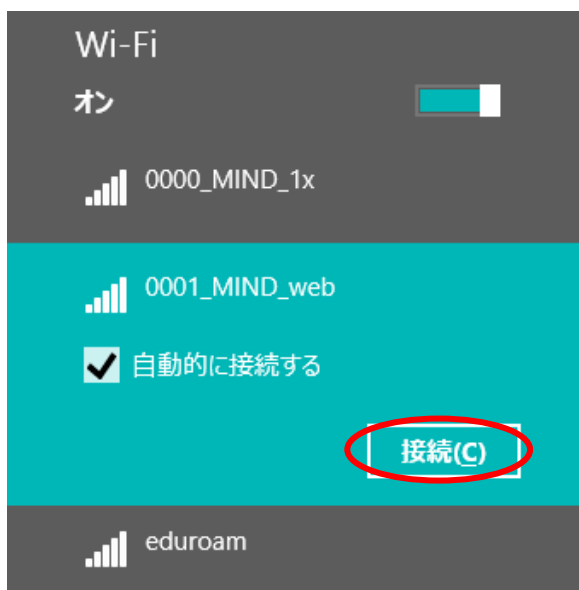 Wi-Fi
オン
0000_MIND_1x
0001_MIND_web
自動的に接続する
接続(C)
eduroam